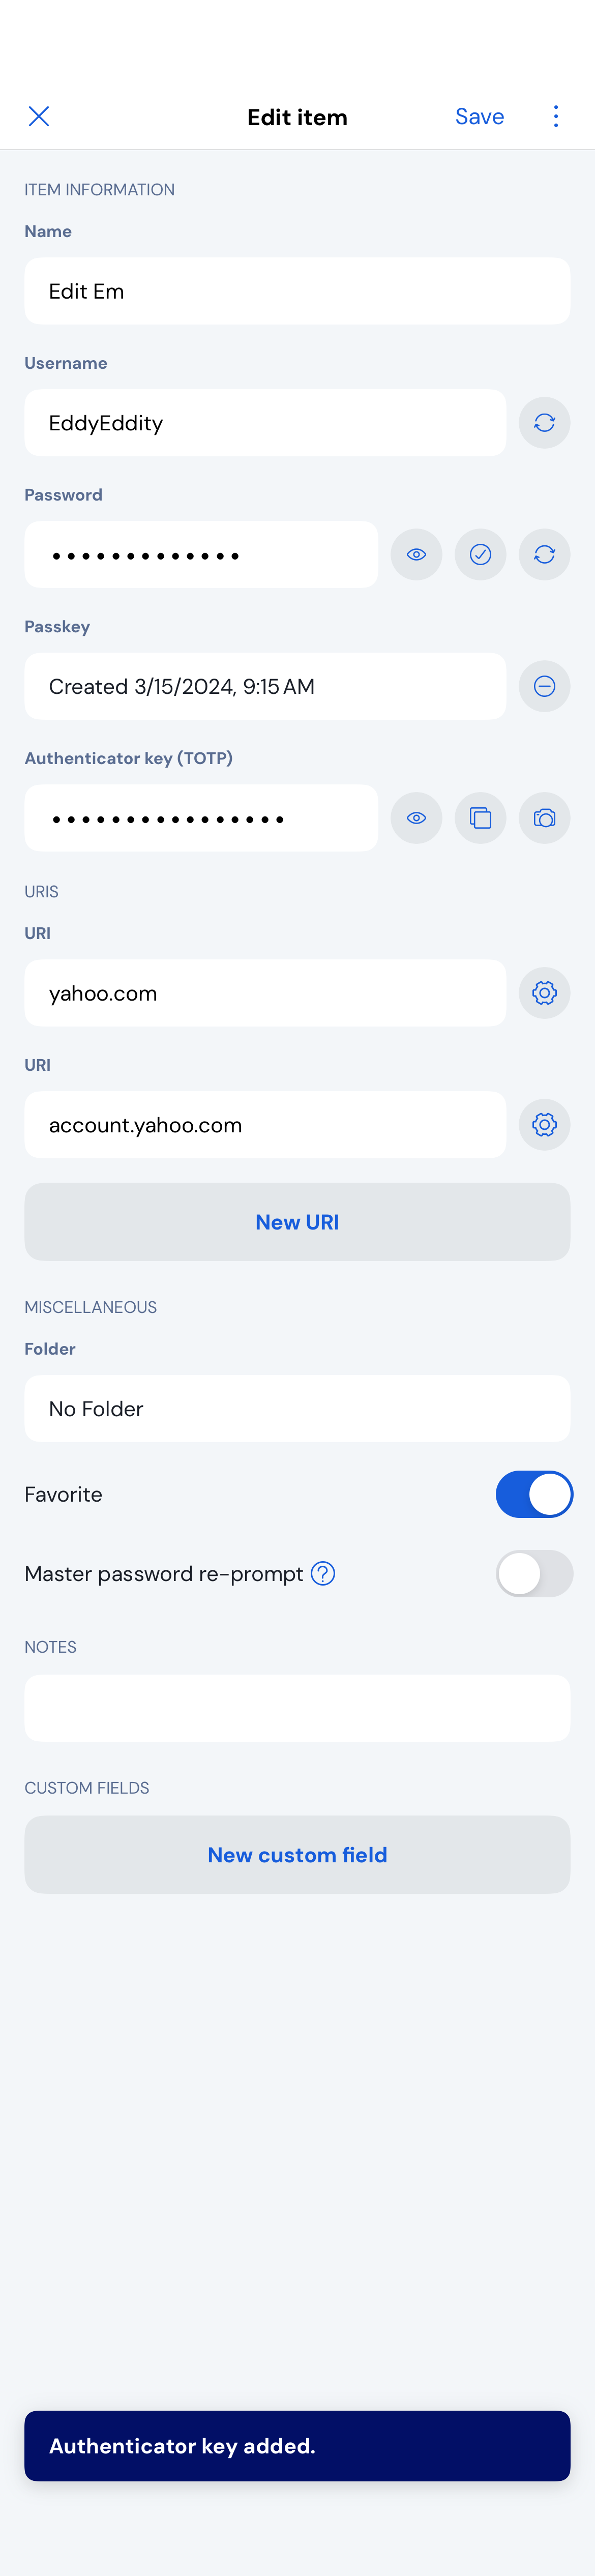 Edit item
Save
ITEM INFORMATION
Name
Edit Em
Username
EddyEddity
Password
•••••••••••••
Passkey
Created 3/15/2024, 9:15 AM
Authenticator key (TOTP)
••••••••••••••••
URIS
URI
yahoo.com
URI
account.yahoo.com
New URI
MISCELLANEOUS
Folder
No Folder
Favorite
Master password re-prompt ?
NOTES
CUSTOM FIELDS
New custom field
Authenticator key added.